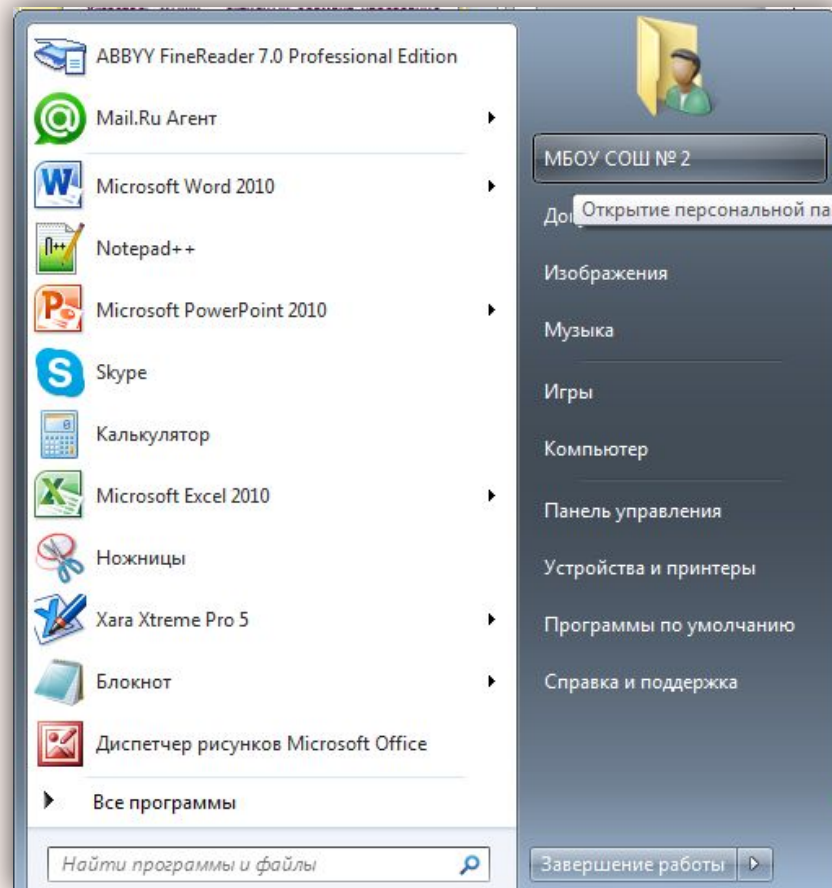 ABBYY FineReader 7.0 Professional Edition
Mail.Ru Агент
Microsoft Word 2010
Notepad++
Microsoft PowerPoint 2010
Skype
Калькулятор
Microsoft Excel 2010
Ножницы
Xara Xtreme Pro 5
Блокнот
Диспетчер рисунков Microsoft Office
Все программы
Найти программы и файлы
МБОУ СОШ № 2
Открытие персональной па
Изображения
Музыка
Игры
Компьютер
Панель управления
Устройства и принтеры
Программы по умолчанию
Справка и поддержка
Завершение работы